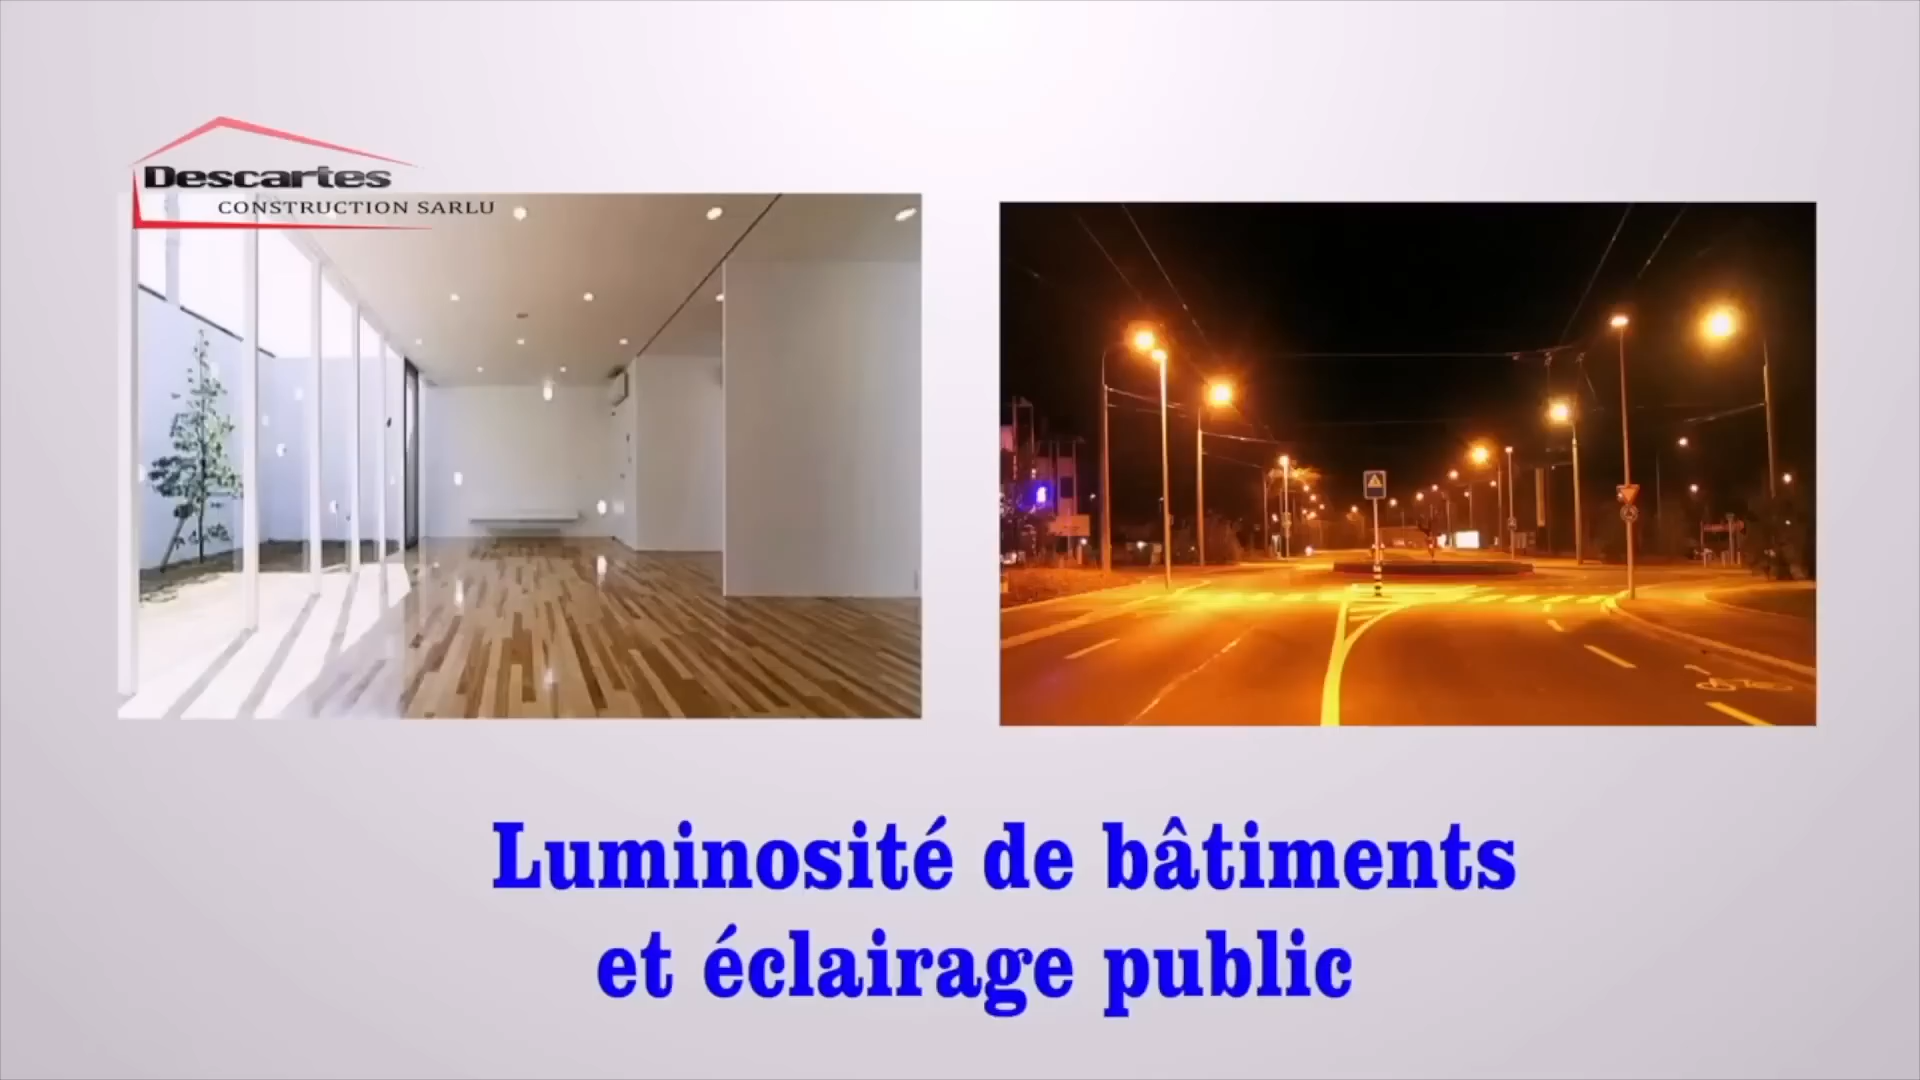 Descartes
CONSTRUCTION SARLU
Luminosité de bâtiments
et éclairage public